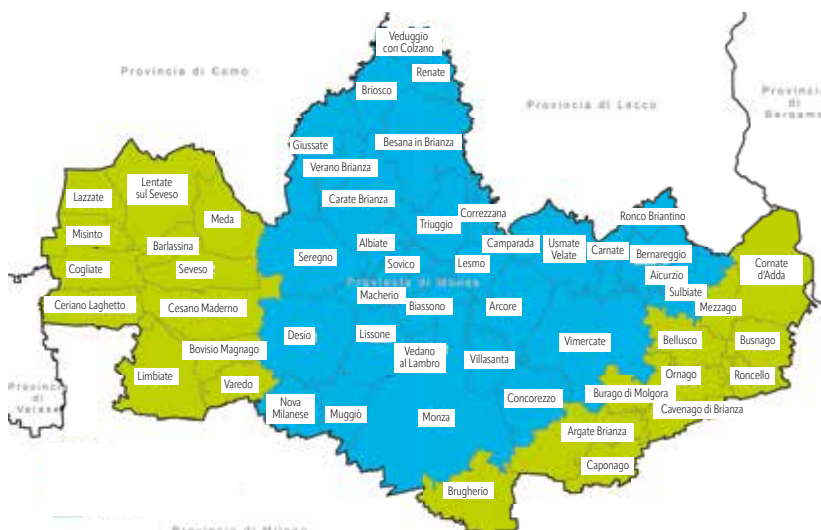 Veduggio
con Colzano
Provincia di Como
Renate
Briosco
Provincia di Lecco
Provincia
di
Bergamo
Giussate
Besana in Brianza
Verano Brianza
Lentate
sul Seveso
Lazzate
Carate Brianza
Meda
Correzzana
Ronco Briantino
Triuggio
Misinto
Barlassina
Albiate
Camparada
Usmate
Velate
Carnate
Bernareggio
Seregno
Sovico
Lesmo
Cogliate
Seveso
Aicurzio
Cornate
d'Adda
Provincia di Monza
Sulbiate
Macherio
Biassono
Arcore
Mezzago
Ceriano Laghetto
Cesano Maderno
Desio
Lissone
Vimercate
Bellusco
Busnago
Bovisio Magnago
Vedano
al Lambro
Villasanta
Limbiate
Varedo
Ornago
Roncello
Provincia
di
Varese
Burago di Molgora
Nova
Milanese
Muggiò
Monza
Concorezzo
Cavenago di Brianza
Argate Brianza
Caponago
Brugherio
Provincia di Milano